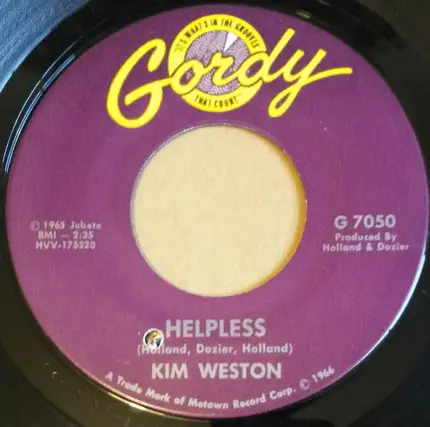 "IT'S WHAT'S IN THE GROOVES
Gordy
THAT COUNT"
© 1965 Jobete
BMI — 2:35
HVV-175320
G 7050
Produced By
Holland & Dozier
HELPLESS
(Holland, Dozier, Holland)
KIM WESTON
A Trade Mark of Motown Record Corp. © 1966